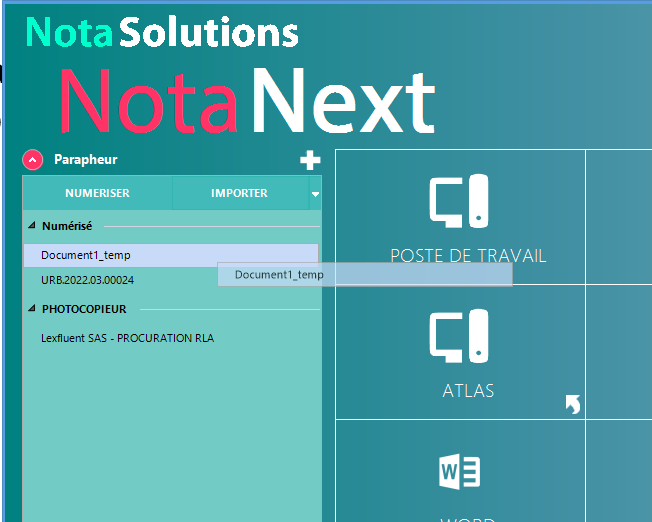 NotaSolutions
NotaNext
Parapheur
NUMERISER IMPORTER
Numérisé
Document1_temp
URB.2022.03.00024
PHOTOCOPIEUR
Lexfluent SAS - PROCURATION RLA
Document1_temp
POSTE DE TRAVAIL
ATLAS
W
WORD